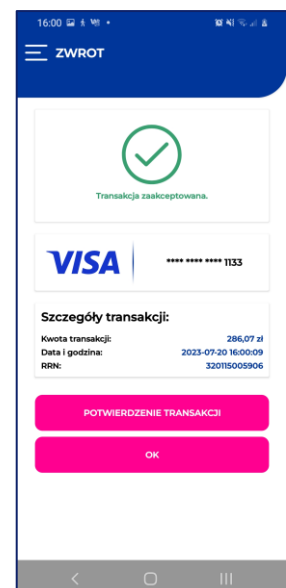 16:00
ZWROT
Transakcja zaakceptowana.
VISA
**** **** **** 1133
Szczegóły transakcji:
Kwota transakcji: 286,07 zł
Data i godzina: 2023-07-20 16:00:09
RRN: 320115005906
POTWIERDZENIE TRANSAKCJI
OK